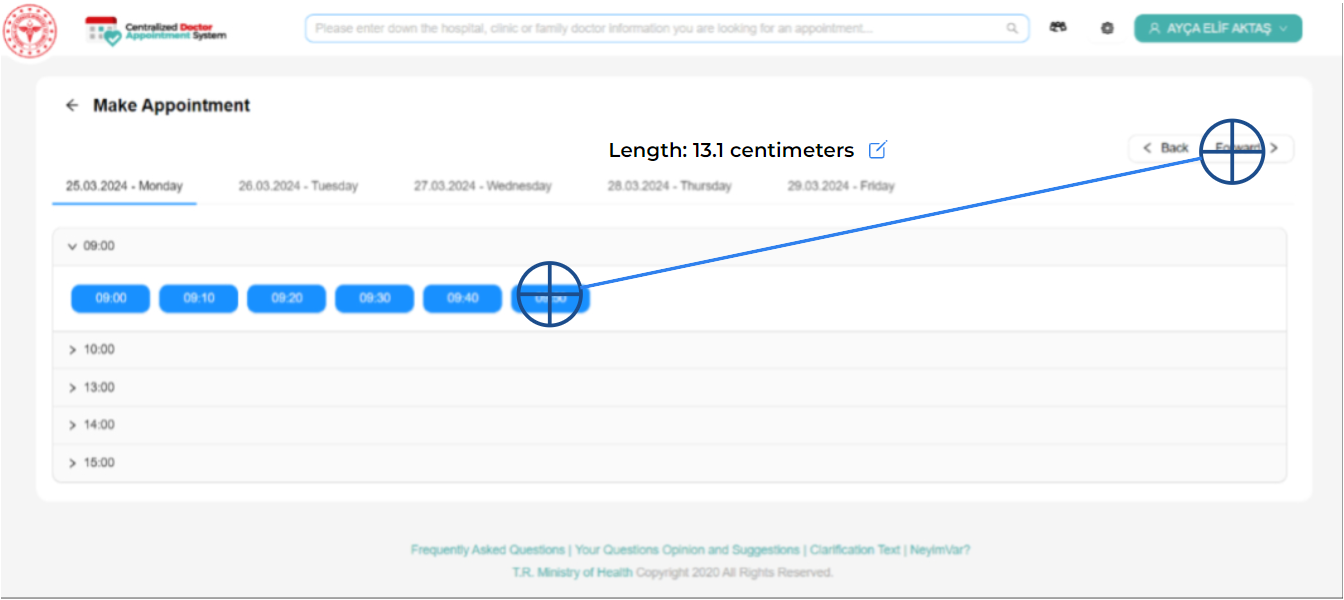 Centralized Doctor
Appointment System
Please enter down the hospital, clinic or family doctor information you are looking for an appointment...
AYÇA ELİF AKTAŞ
Make Appointment
Length: 13.1 centimeters
Back Forward
25.03.2024 - Monday 26.03.2024 - Tuesday 27.03.2024 - Wednesday 28.03.2024 - Thursday 29.03.2024 - Friday
09:00
09:00 09:10 09:20 09:30 09:40 09:50
10:00
13:00
14:00
15:00
Frequently Asked Questions | Your Questions Opinion and Suggestions | Clarification Text | NeyimVar?
T.R. Ministry of Health Copyright 2020 All Rights Reserved.